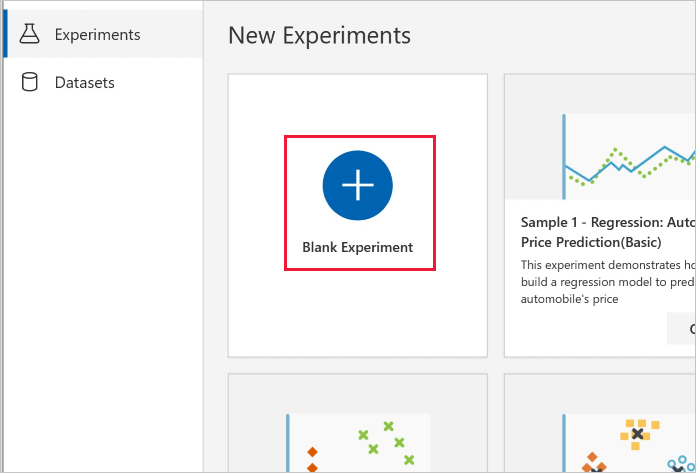 Experiments
Datasets
New Experiments
Blank Experiment
Sample 1 - Regression: Auto
Price Prediction(Basic)
This experiment demonstrates ho
build a regression model to pred
automobile's price